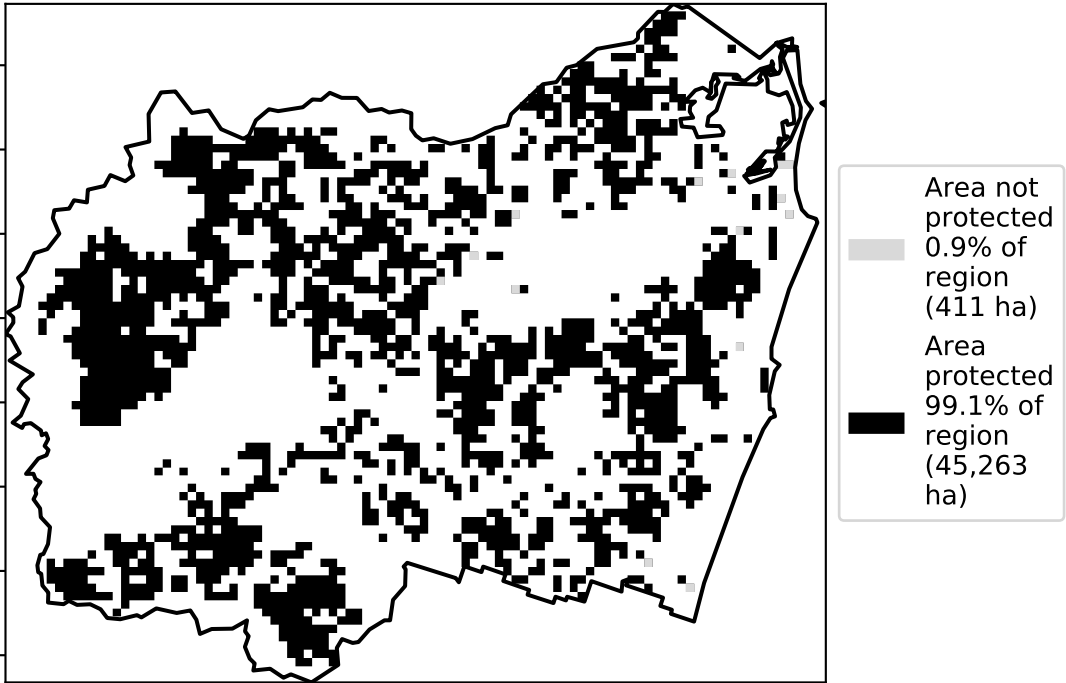 Area not
protected
0.9% of
region
(411 ha)
Area
protected
99.1% of
region
(45,263
ha)